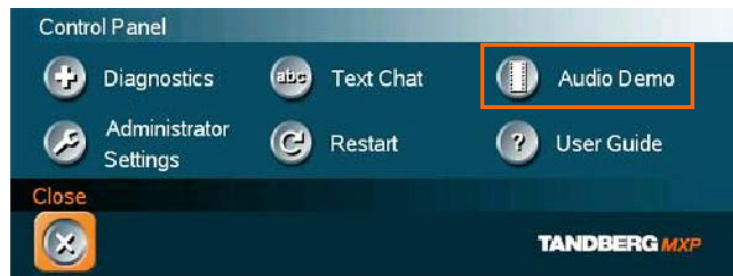 Control Panel
Diagnostics
abc
Text Chat
Audio Demo
Administrator
Settings
Restart
? User Guide
Close
TANDBERG MXP